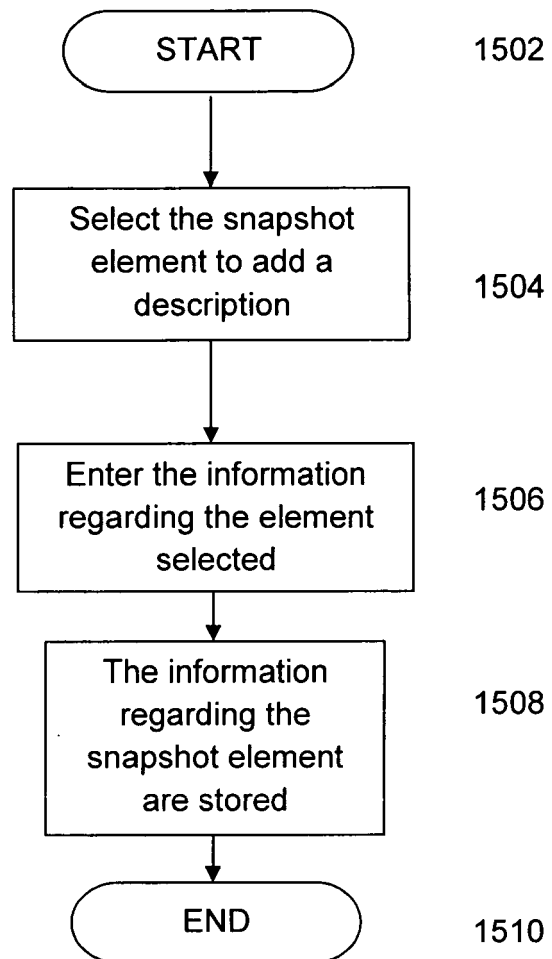 START
1502
Select the snapshot
element to add a
description
1504
Enter the information
regarding the element
selected
1506
The information
regarding the
snapshot element
are stored
1508
END
1510